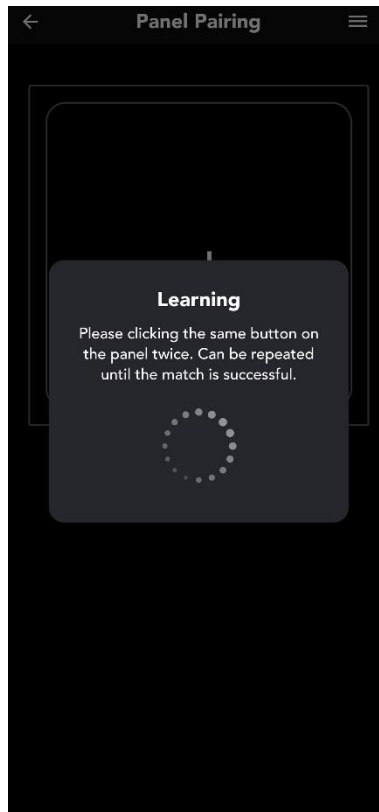 Panel Pairing
Learning
Please clicking the same button on
the panel twice. Can be repeated
until the match is successful.